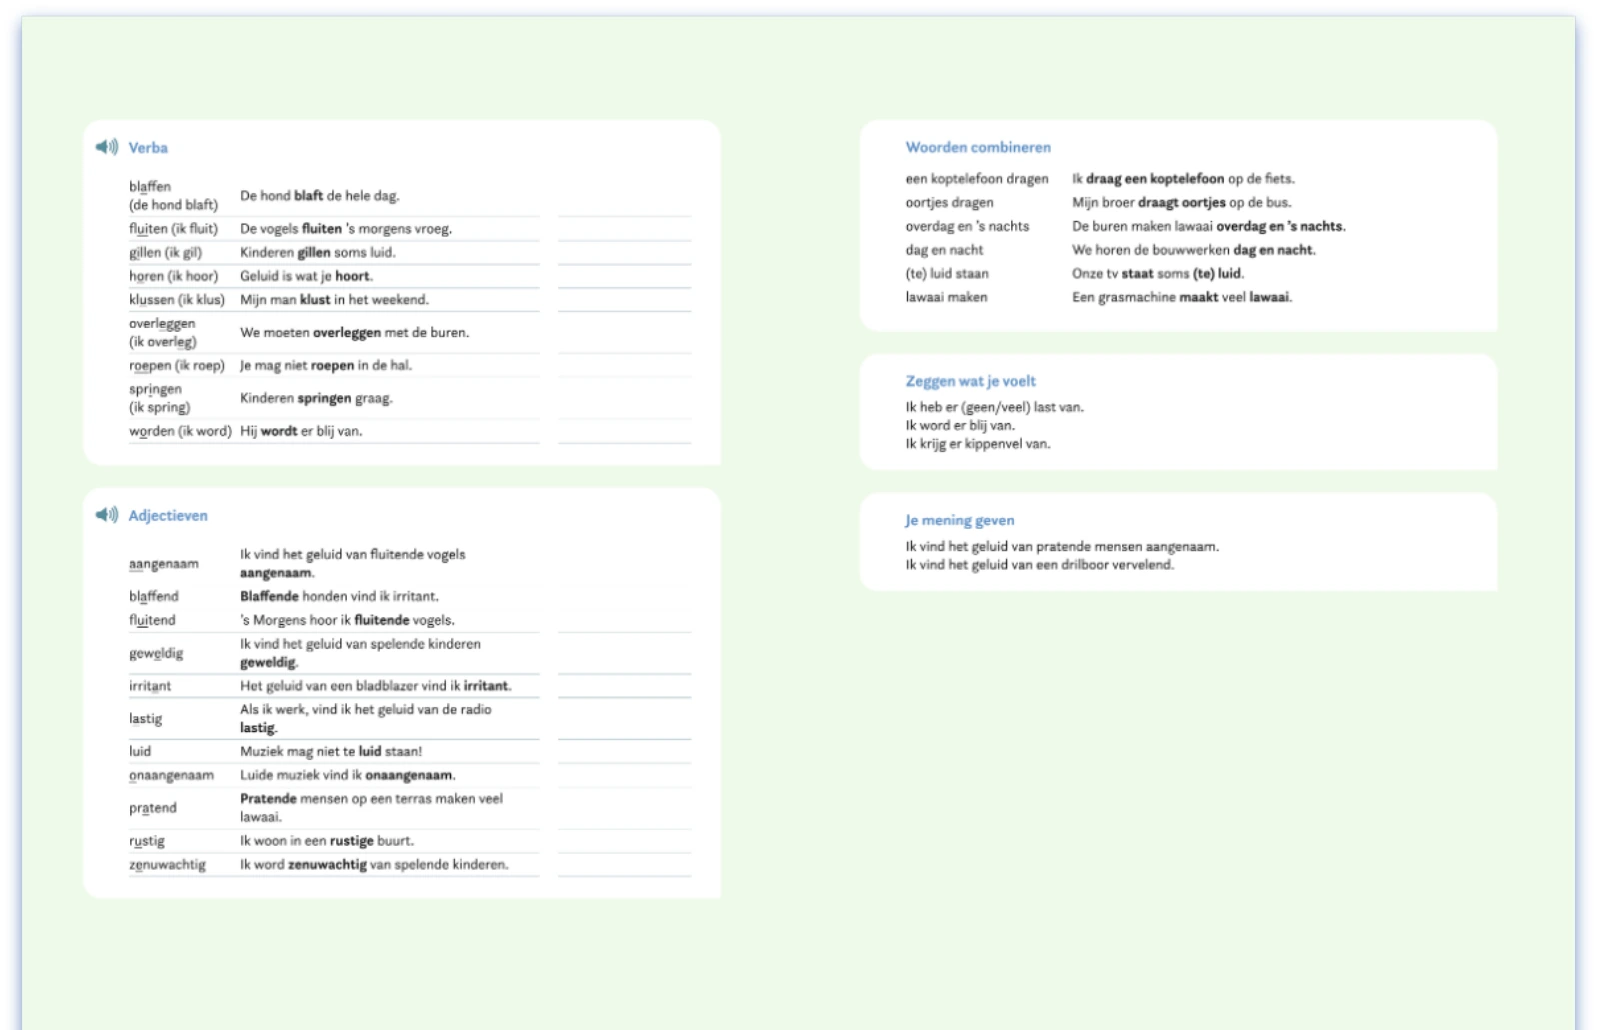 Verba
blaffen
(de hond blaft)
De hond blaft de hele dag.
fluiten (ik fluit) De vogels fluiten 's morgens vroeg.
gillen (ik gil) Kinderen gillen soms luid.
horen (ik hoor) Geluid is wat je hoort.
klussen (ik klus) Mijn man klust in het weekend.
overleggen
(ik overleg)
We moeten overleggen met de buren.
roepen (ik roep) Je mag niet roepen in de hal.
springen
(ik spring)
Kinderen springen graag.
worden (ik word) Hij wordt er blij van.
Adjectieven
aangenaam
Ik vind het geluid van fluitende vogels
aangenaam.
blaffend Blaffende honden vind ik irritant.
fluitend 's Morgens hoor ik fluitende vogels.
geweldig
Ik vind het geluid van spelende kinderen
geweldig.
irritant Het geluid van een bladblazer vind ik irritant.
lastig
Als ik werk, vind ik het geluid van de radio
lastig.
luid Muziek mag niet te luid staan!
onaangenaam Luide muziek vind ik onaangenaam.
pratend
Pratende mensen op een terras maken veel
lawaai.
rustig Ik woon in een rustige buurt.
zenuwachtig Ik word zenuwachtig van spelende kinderen.
Woorden combineren
een koptelefoon dragen Ik draag een koptelefoon op de fiets.
oortjes dragen Mijn broer draagt oortjes op de bus.
overdag en 's nachts De buren maken lawaai overdag en 's nachts.
dag en nacht We horen de bouwwerken dag en nacht.
(te) luid staan Onze tv staat soms (te) luid.
lawaai maken Een grasmachine maakt veel lawaai.
Zeggen wat je voelt
Ik heb er (geen/veel) last van.
Ik word er blij van.
Ik krijg er kippenvel van.
Je mening geven
Ik vind het geluid van pratende mensen aangenaam.
Ik vind het geluid van een drilboor vervelend.